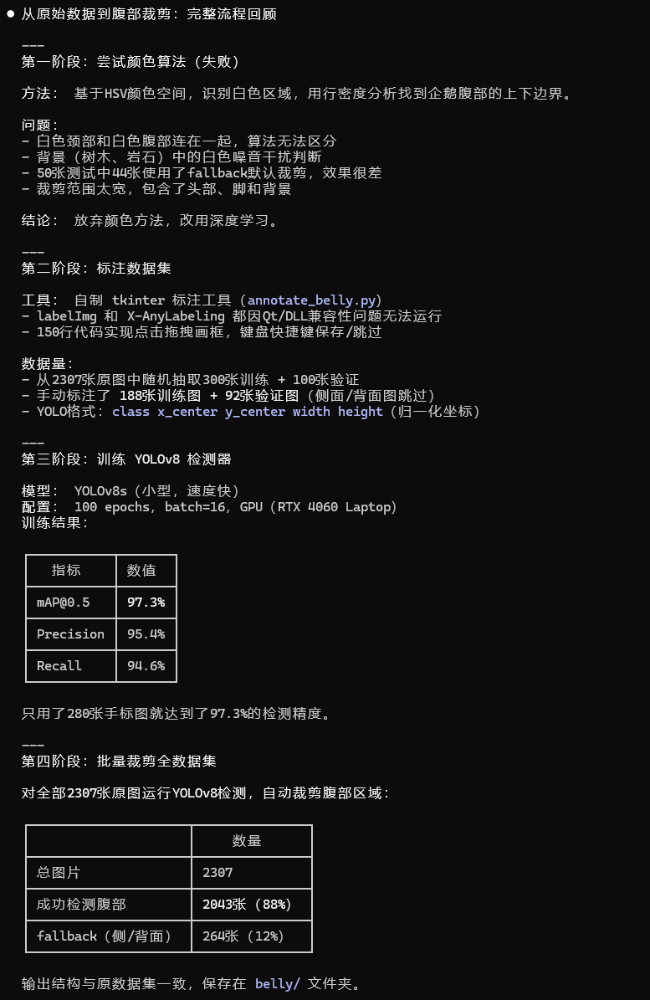 ● 从原始数据到腹部裁剪：完整流程回顾
---
第一阶段：尝试颜色算法（失败）
方法： 基于HSV颜色空间，识别白色区域，用行密度分析找到企鹅腹部的上下边界。
问题：
- 白色颈部和白色腹部连在一起，算法无法区分
- 背景（树木、岩石）中的白色噪音干扰判断
- 50张测试中44张使用了fallback默认裁剪，效果很差
- 裁剪范围太宽，包含了头部、脚和背景
结论： 放弃颜色方法，改用深度学习。
---
第二阶段：标注数据集
工具： 自制 tkinter 标注工具（annotate_belly.py）
- labelImg 和 X-AnyLabeling 都因Qt/DLL兼容性问题无法运行
- 150行代码实现点击拖拽画框，键盘快捷键保存/跳过
数据量：
- 从2307张原图中随机抽取300张训练 + 100张验证
- 手动标注了 188张训练图 + 92张验证图（侧面/背面图跳过）
- YOLO格式：class x_center y_center width height（归一化坐标）
---
第三阶段：训练 YOLOv8 检测器
模型： YOLOv8s（小型，速度快）
配置： 100 epochs, batch=16, GPU（RTX 4060 Laptop）
训练结果：
指标 数值
mAP@0.5 97.3%
Precision 95.4%
Recall 94.6%
只用了280张手标图就达到了97.3%的检测精度。
---
第四阶段：批量裁剪全数据集
对全部2307张原图运行YOLOv8检测，自动裁剪腹部区域：
数量
总图片 2307
成功检测腹部 2043张（88%）
fallback（侧/背面） 264张（12%）
输出结构与原数据集一致，保存在 belly/ 文件夹。